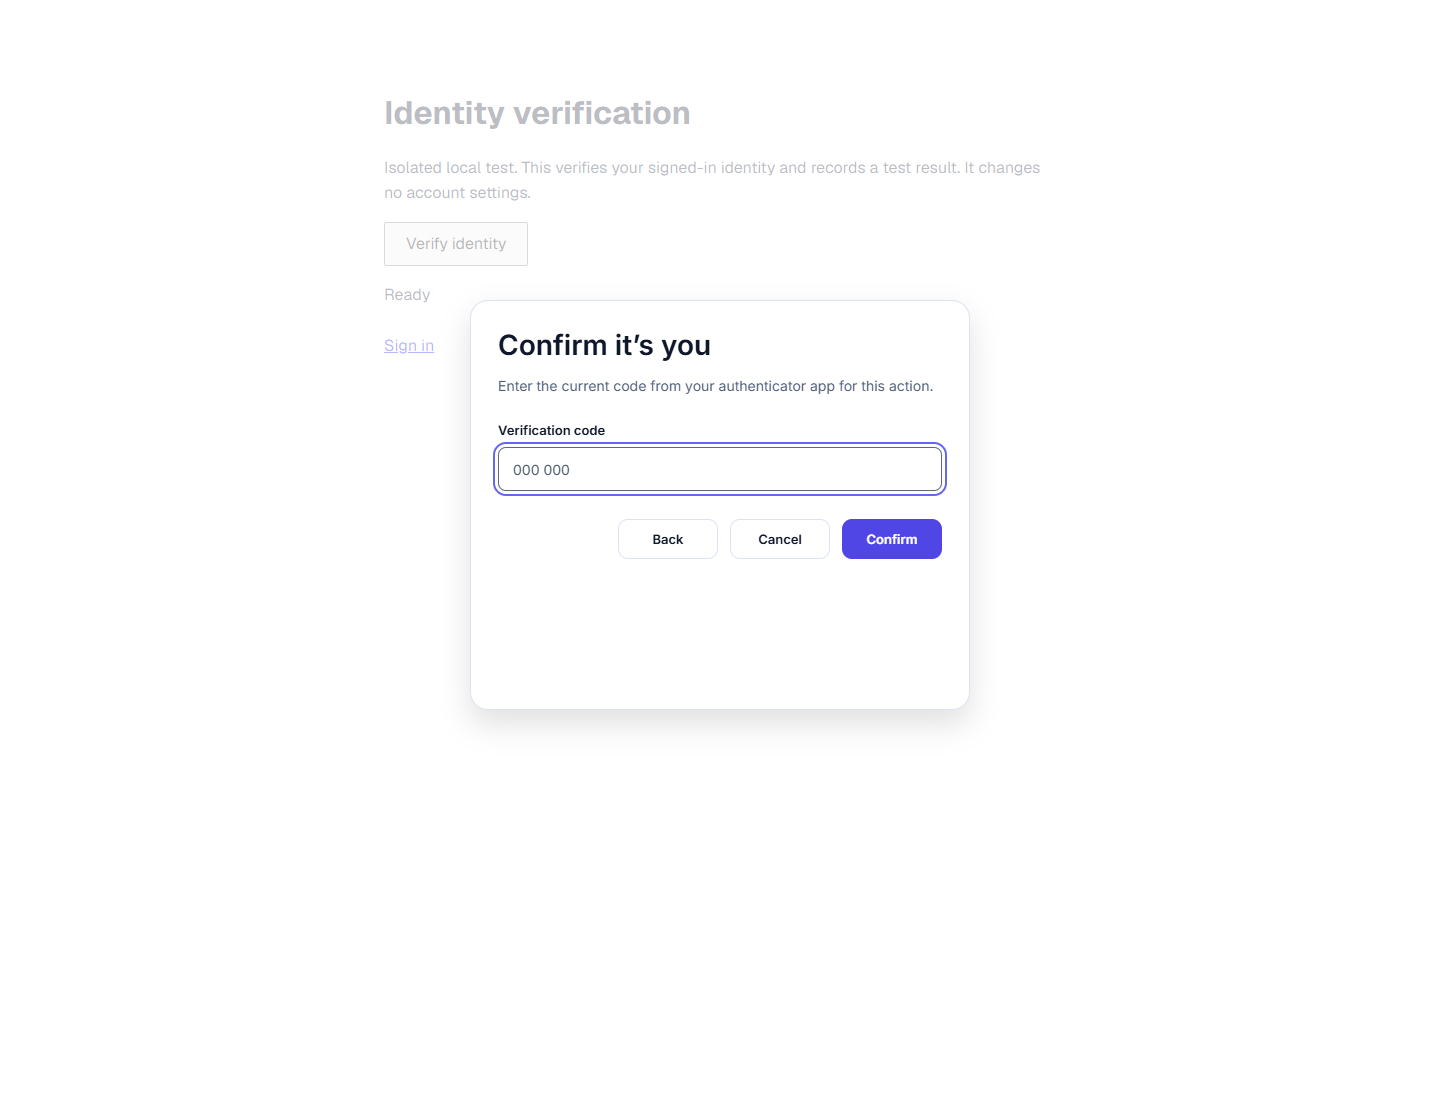 Identity verification
Isolated local test. This verifies your signed-in identity and records a test result. It changes
no account settings.
Verify identity
Ready
Sign in
Confirm it’s you
Enter the current code from your authenticator app for this action.
Verification code
000 000
Back
Cancel
Confirm